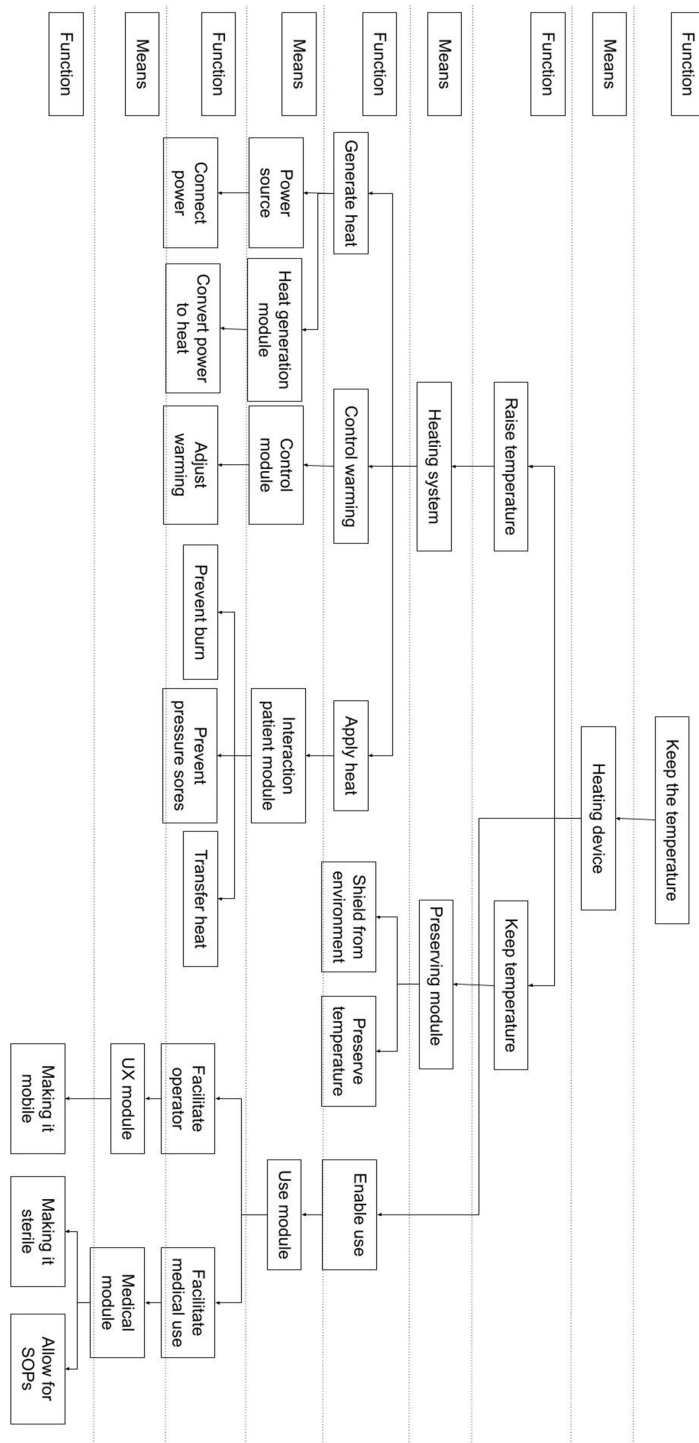 Function
Keep the temperature
Means
Heating device
Function
Raise temperature
Keep temperature
Means
Heating system
Preserving module
Function
Generate heat
Control warming
Apply heat
Shield from
environment
Preserve
temperature
Enable use
Means
Power
source
Heat generation
module
Control
module
Interaction
patient module
Use module
Function
Connect
power
Convert power
to heat
Adjust
warming
Prevent burn
Prevent
pressure sores
Transfer heat
Facilitate
operator
Facilitate
medical use
Means
UX module
Medical
module
Function
Making it
mobile
Making it
sterile
Allow for
SOPs